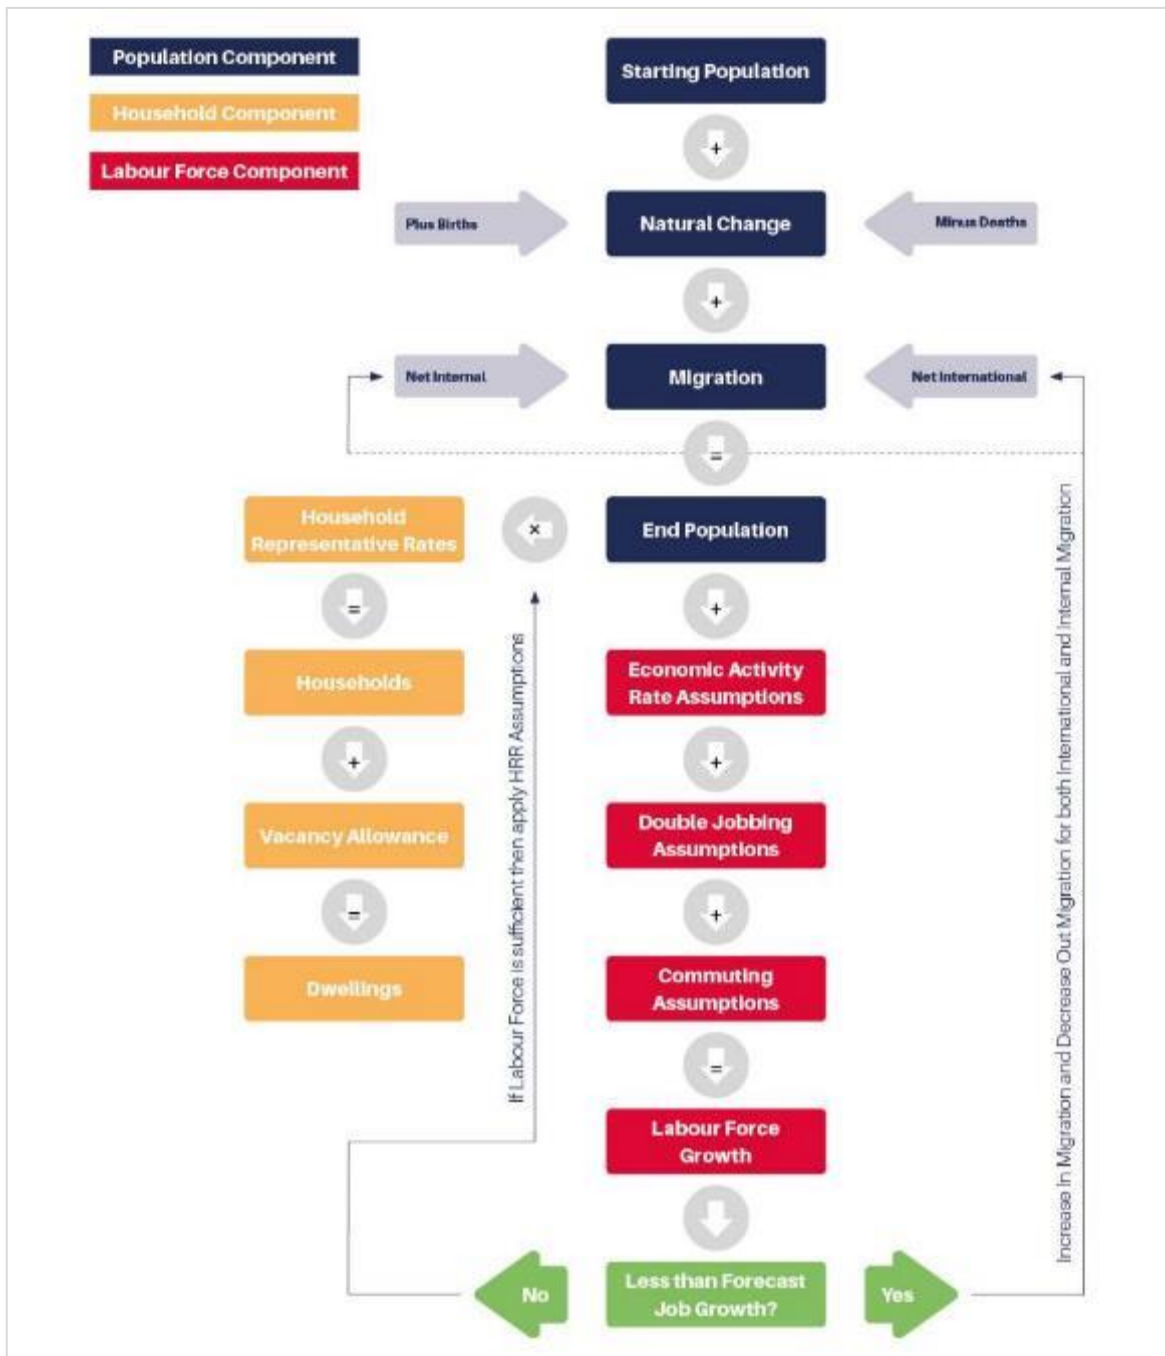 Population Component
Household Component
Labour Force Component
Starting Population
+
Plus Births
Natural Change
Minus Deaths
+
Net Internal
Migration
Net International
=
Household
Representative Rates
×
End Population
=
+
Households
Economic Activity
Rate Assumptions
+
+
Vacancy Allowance
Double Jobbing
Assumptions
=
+
Dwellings
Commuting
Assumptions
=
Labour Force
Growth
If Labour Force is sufficient then apply HRR Assumptions
Increase In Migration and Decrease Out Migration for both International and Internal Migration
No
Less than Forecast
Job Growth?
Yes